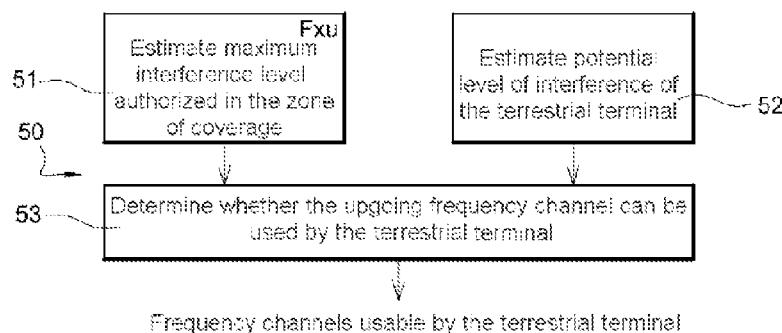 Fxu
Estimate maximum
interference level
authorized in the zone
of coverage
51
Estimate potential
level of interference of
the terrestrial terminal
52
50
53
Determine whether the upgoing frequency channel can be
used by the terrestrial terminal
Frequency channels usable by the terrestrial terminal